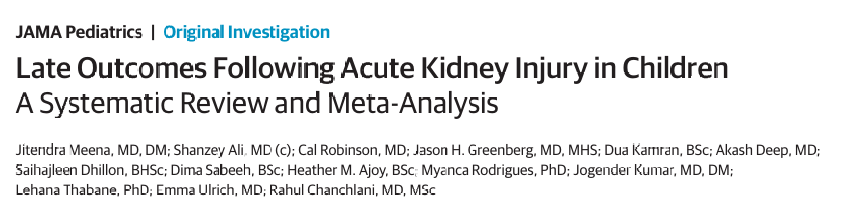 JAMA Pediatrics | Original Investigation
Late Outcomes Following Acute Kidney Injury in Children
A Systematic Review and Meta-Analysis
Jitendra Meena, MD, DM; Shanzey Ali, MD (c); Cal Robinson, MD; Jason H. Greenberg, MD, MHS; Dua Kamran, BSc; Akash Deep, MD;
Saihajleen Dhillon, BHSc; Dima Sabeeh, BSc; Heather M. Ajoy, BSc; Myanca Rodrigues, PhD; Jogender Kumar, MD, DM;
Lehana Thabane, PhD; Emma Ulrich, MD; Rahul Chanchlani, MD, MSc